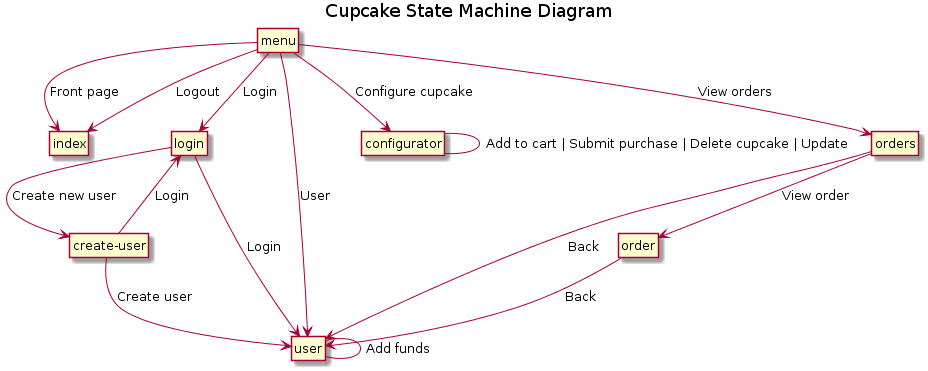 Cupcake State Machine Diagram
menu
Front page
Logout
Login
Configure cupcake
View orders
index
login
configurator
Add to cart | Submit purchase | Delete cupcake | Update
orders
Create new user
Login
User
View order
create-user
Login
Back
order
Create user
Back
user
Add funds